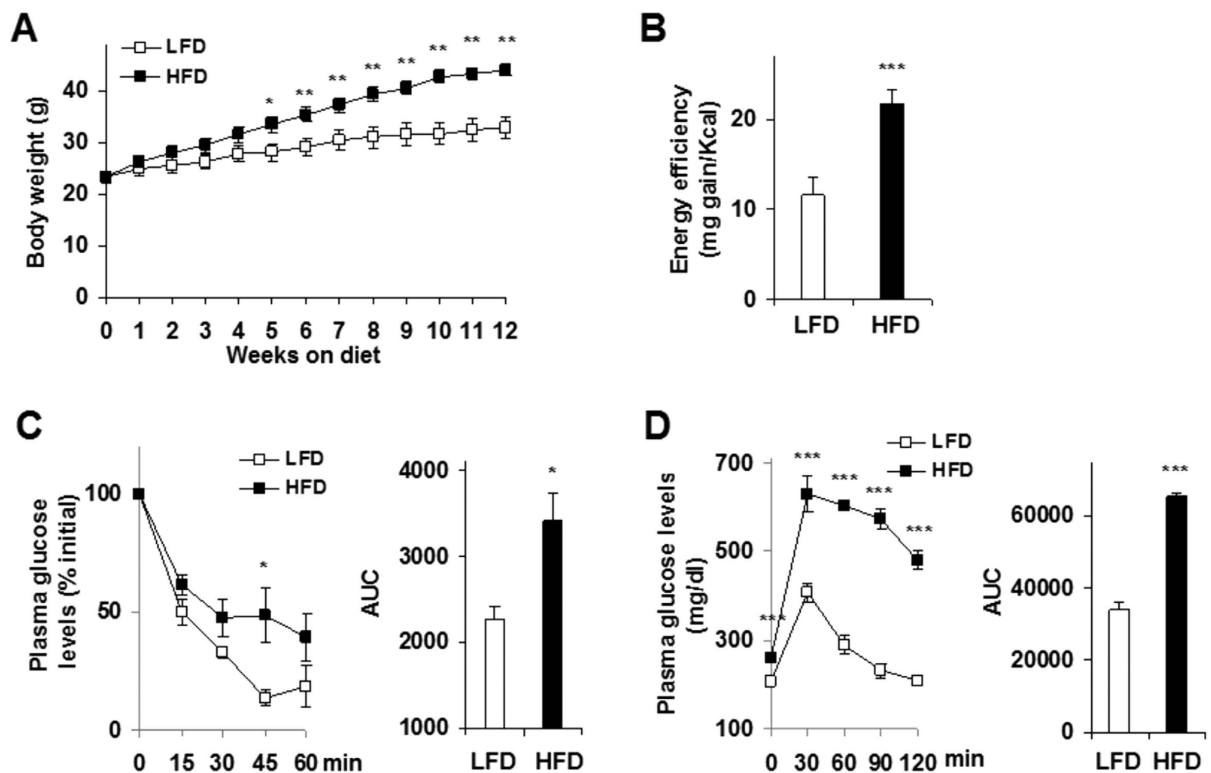 A
LFD
HFD
* ** ** ** ** ** ** **
Body weight (g)
40
30
20
10
0
0 1 2 3 4 5 6 7 8 9 10 11 12
Weeks on diet
B
***
Energy efficiency
(mg gain/Kcal)
20
10
0
LFD HFD
C
LFD
HFD
*
Plasma glucose
levels (% initial)
100
50
0
0 15 30 45 60 min
*
AUC
4000
3000
2000
1000
LFD HFD
D
LFD
HFD
*** *** *** *** ***
Plasma glucose levels
(mg/dl)
700
500
300
100
0 30 60 90 120 min
***
AUC
60000
40000
20000
0
LFD HFD